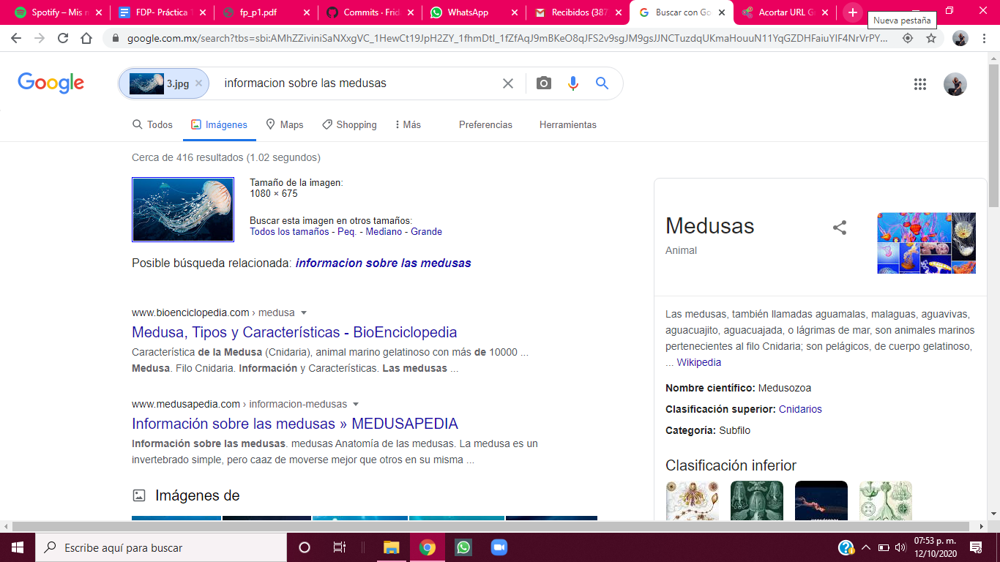 Spotify – Mis n
FDP- Práctica 1
fp_p1.pdf
Commits · Frid
WhatsApp
Recibidos (387
Buscar con Go
Acortar URL G
Nueva pestaña
google.com.mx/search?tbs=sbi:AMhZZiviniSaNXxgVC_1HewCt19JpH2ZY_1fhmDtI_1fZfAqJ9mBKeO8qJFS2v9sgJM9gsJJNCTuzdqUKmaHouuN11YqGZDHFaiuYIF4NrVrPY...
Google
3.jpg
informacion sobre las medusas
Todos
Imágenes
Maps
Shopping
Más
Preferencias
Herramientas
Cerca de 416 resultados (1.02 segundos)
Tamaño de la imagen:
1080 × 675
Buscar esta imagen en otros tamaños:
Todos los tamaños - Peq. - Mediano - Grande
Posible búsqueda relacionada: informacion sobre las medusas
www.bioenciclopedia.com › medusa
Medusa, Tipos y Características - BioEnciclopedia
Característica de la Medusa (Cnidaria), animal marino gelatinoso con más de 10000 ...
Medusa. Filo Cnidaria. Información y Características. Las medusas ...
www.medusapedia.com › informacion-medusas
Información sobre las medusas » MEDUSAPEDIA
Información sobre las medusas. medusas Anatomía de las medusas. La medusa es un
invertebrado simple, pero caaz de moverse mejor que otros en su misma ...
Imágenes de
Medusas
Animal
Las medusas, también llamadas aguamalas, malaguas, aguavivas,
aguacuajito, aguacuajada, o lágrimas de mar, son animales marinos
pertenecientes al filo Cnidaria; son pelágicos, de cuerpo gelatinoso,
... Wikipedia
Nombre científico: Medusozoa
Clasificación superior: Cnidarios
Categoría: Subfilo
Clasificación inferior
Escribe aquí para buscar
07:53 p. m.
12/10/2020